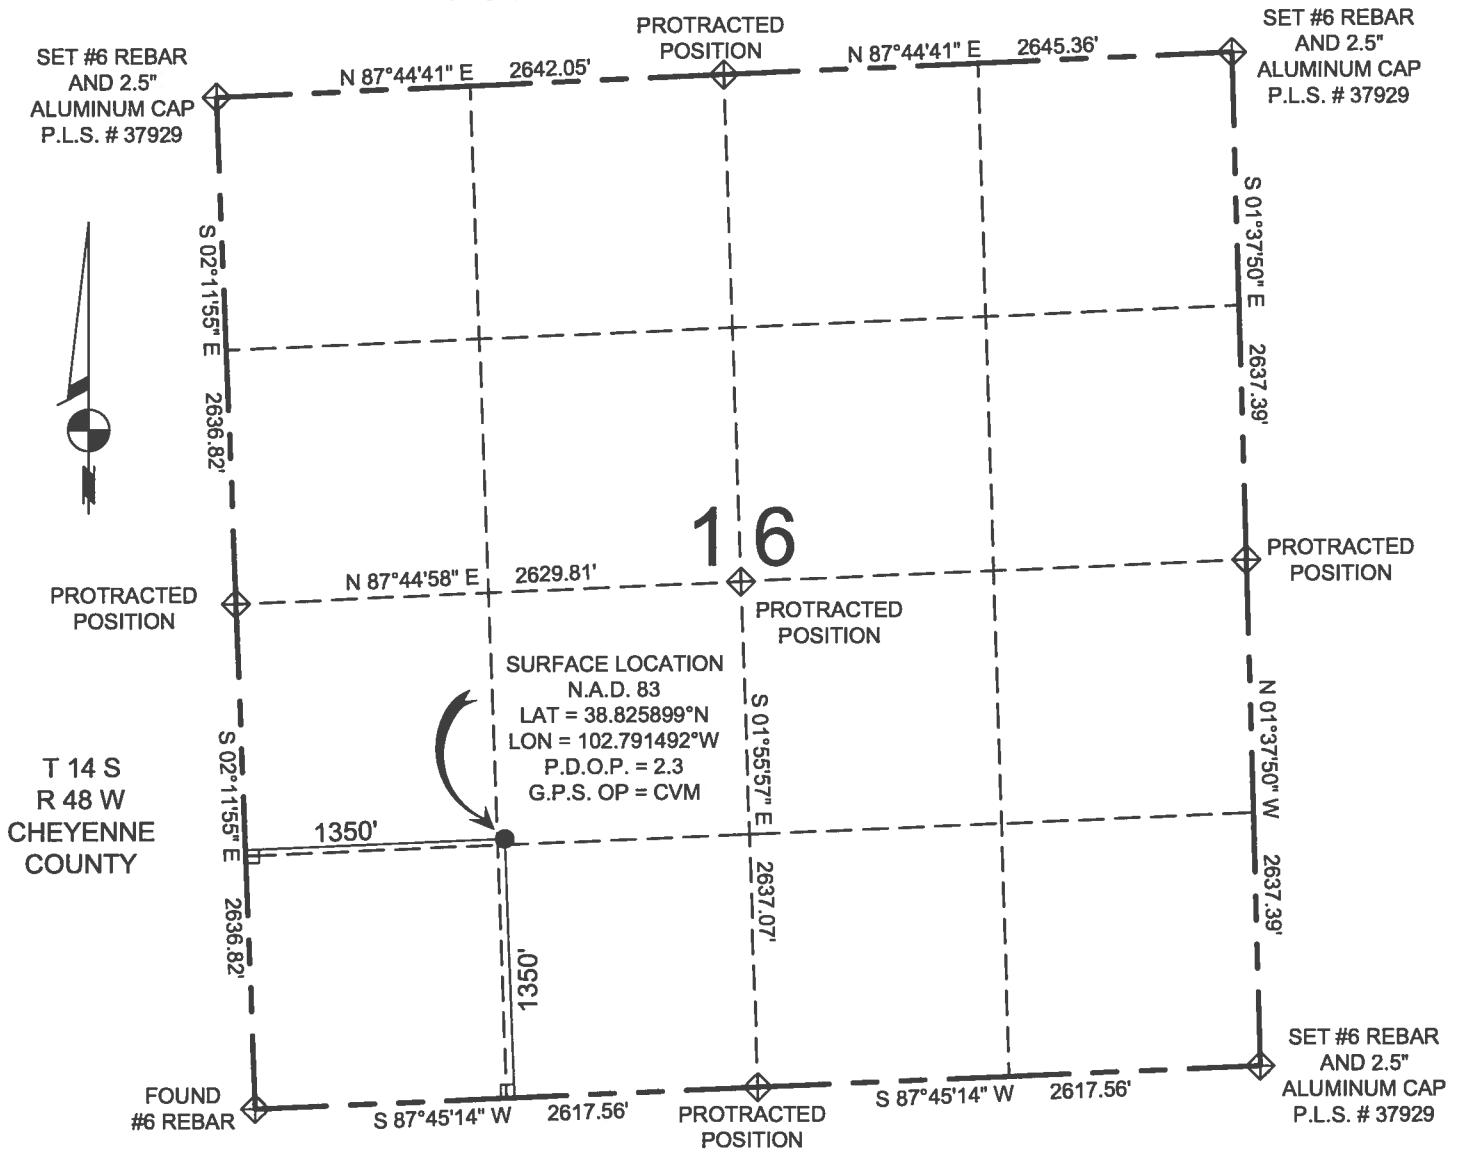 PROTRACTED
POSITION
SET #6 REBAR
AND 2.5"
ALUMINUM CAP
P.L.S. # 37929
N 87°44'41" E 2642.05'
N 87°44'41" E 2645.36'
SET #6 REBAR
AND 2.5"
ALUMINUM CAP
P.L.S. # 37929
S 02°11'55" E 2636.82'
S 01°37'50" E 2637.39'
N
16
PROTRACTED
POSITION
N 87°44'58" E 2629.81'
PROTRACTED
POSITION
PROTRACTED
POSITION
SURFACE LOCATION
N.A.D. 83
LAT = 38.825899°N
LON = 102.791492°W
P.D.O.P. = 2.3
G.P.S. OP = CVM
S 01°55'57" E 2637.07'
N 01°37'50" W 2637.39'
T 14 S
R 48 W
CHEYENNE
COUNTY
S 02°11'55" E 2636.82'
1350'
1350'
FOUND
#6 REBAR
S 87°45'14" W 2617.56'
PROTRACTED
POSITION
S 87°45'14" W 2617.56'
SET #6 REBAR
AND 2.5"
ALUMINUM CAP
P.L.S. # 37929